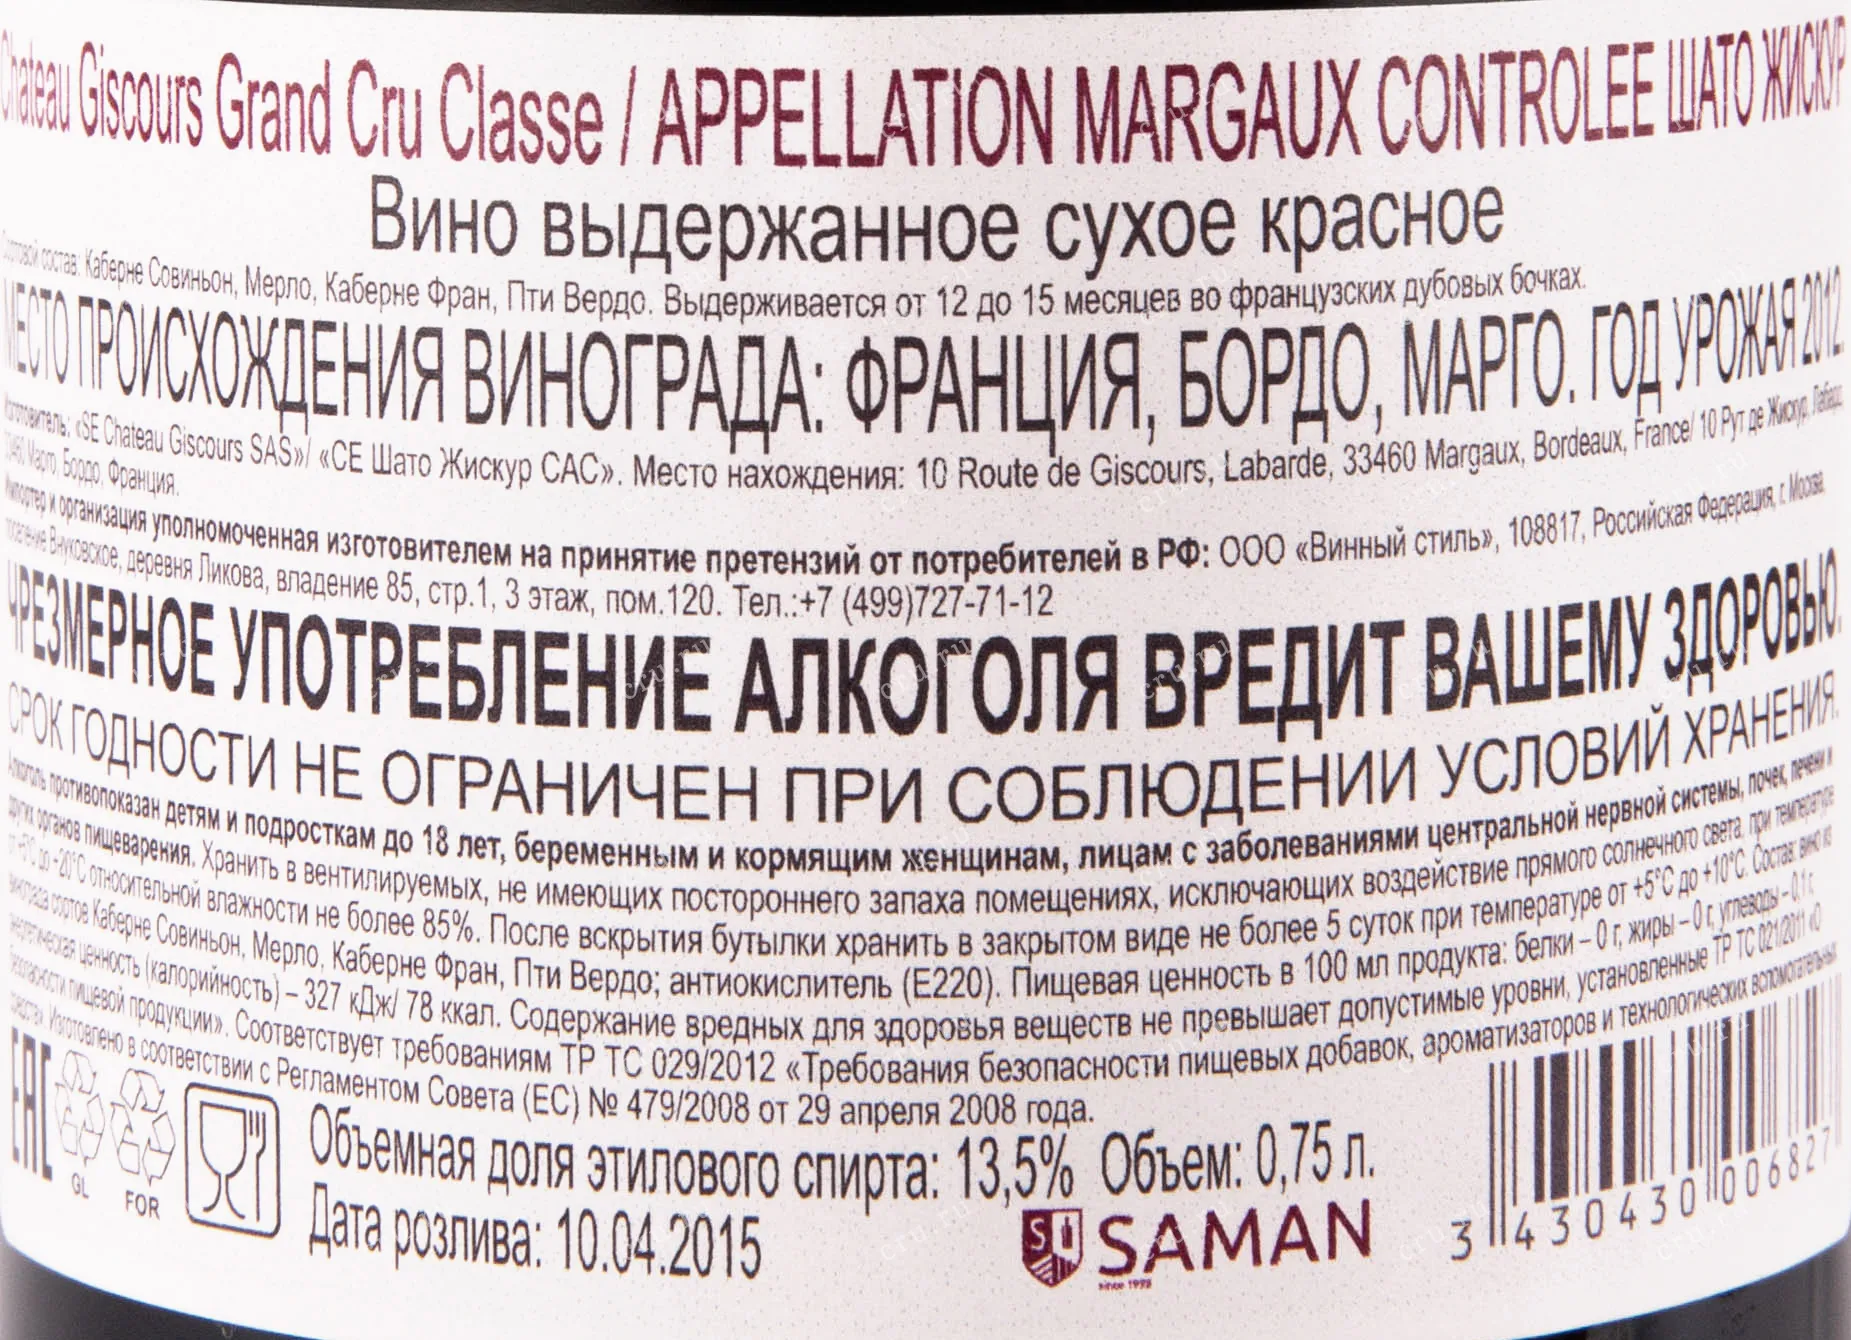 Chateau Giscours Grand Cru Classe / APPELLATION MARGAUX CONTROLEE ШАТО ЖИСКУР
Вино выдержанное сухое красное
Сортовой состав: Каберне Совиньон, Мерло, Каберне Фран, Пти Вердо. Выдерживается от 12 до 15 месяцев во французских дубовых бочках.
МЕСТО ПРОИСХОЖДЕНИЯ ВИНОГРАДА: ФРАНЦИЯ, БОРДО, МАРГО. ГОД УРОЖАЯ 2012.
Изготовитель: «SE Chateau Giscours SAS»/ «СЕ Шато Жискур САС». Место нахождения: 10 Route de Giscours, Labarde, 33460 Margaux, Bordeaux, France/ 10 Рут де Жискур, Лабард,
33460 Марго, Бордо, Франция.
Импортер и организация уполномоченная изготовителем на принятие претензий от потребителей в РФ: ООО «Винный стиль», 108817, Российская Федерация, г. Москва,
поселение Внуковское, деревня Ликова, владение 85, стр.1, 3 этаж, пом.120. Тел.:+7 (499)727-71-12
ЧРЕЗМЕРНОЕ УПОТРЕБЛЕНИЕ АЛКОГОЛЯ ВРЕДИТ ВАШЕМУ ЗДОРОВЬЮ.
СРОК ГОДНОСТИ НЕ ОГРАНИЧЕН ПРИ СОБЛЮДЕНИИ УСЛОВИЙ ХРАНЕНИЯ.
Алкоголь противопоказан детям и подросткам до 18 лет, беременным и кормящим женщинам, лицам с заболеваниями центральной нервной системы, почек, печени и
других органов пищеварения. Хранить в вентилируемых, не имеющих постороннего запаха помещениях, исключающих воздействие прямого солнечного света, при температуре
от +5°С до +20°С относительной влажности не более 85%. После вскрытия бутылки хранить в закрытом виде не более 5 суток при температуре от +5°С до +10°С. Состав: вино из
винограда сортов Каберне Совиньон, Мерло, Каберне Фран, Пти Вердо; антиокислитель (Е220). Пищевая ценность в 100 мл продукта: белки – 0 г, жиры – 0 г, углеводы – 0,1 г,
энергетическая ценность (калорийность) – 327 кДж/ 78 ккал. Содержание вредных для здоровья веществ не превышает допустимые уровни, установленные ТР ТС 021/2011 «О
безопасности пищевой продукции». Соответствует требованиям ТР ТС 029/2012 «Требования безопасности пищевых добавок, ароматизаторов и технологических вспомогательных
средств». Изготовлено в соответствии с Регламентом Совета (ЕС) № 479/2008 от 29 апреля 2008 года.
EAC
GL
FOR
Объемная доля этилового спирта: 13,5% Объем: 0,75 л.
Дата розлива: 10.04.2015
SAMAN
since 1998
3 430430 006827